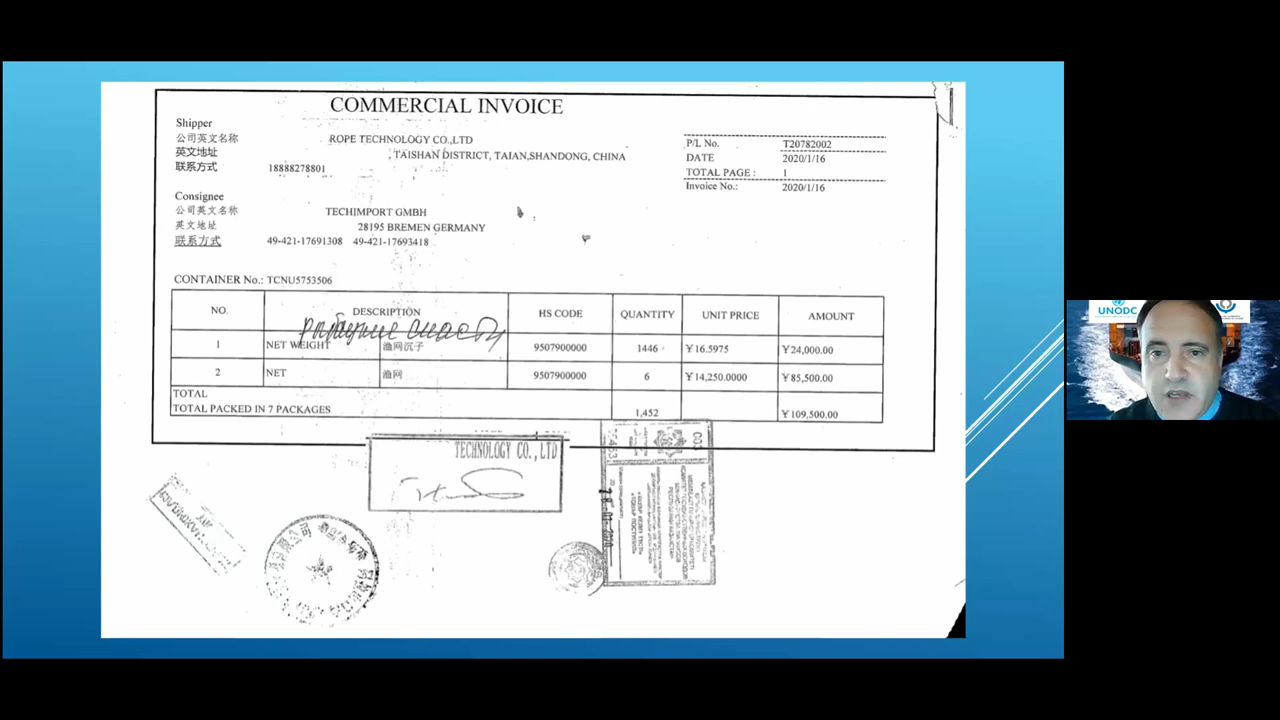 COMMERCIAL INVOICE
Shipper
公司英文名称 ROPE TECHNOLOGY CO.,LTD
英文地址 , TAISHAN DISTRICT, TAIAN,SHANDONG, CHINA
联系方式 18888278801
P/L No. T20782002
DATE 2020/1/16
TOTAL PAGE : 1
Invoice No.: 2020/1/16
Consignee
公司英文名称 TECHIMPORT GMBH
英文地址 28195 BREMEN GERMANY
联系方式 49-421-17691308 49-421-17693418
CONTAINER No.: TCNU5753506
NO. DESCRIPTION HS CODE QUANTITY UNIT PRICE AMOUNT
1 NET WEIGHT 渔网沉子 9507900000 1446 ¥16.5975 ¥24,000.00
2 NET 渔网 9507900000 6 ¥14,250.0000 ¥85,500.00
TOTAL
TOTAL PACKED IN 7 PACKAGES 1,452 ¥109,500.00
TECHNOLOGY CO.,LTD
UNODC